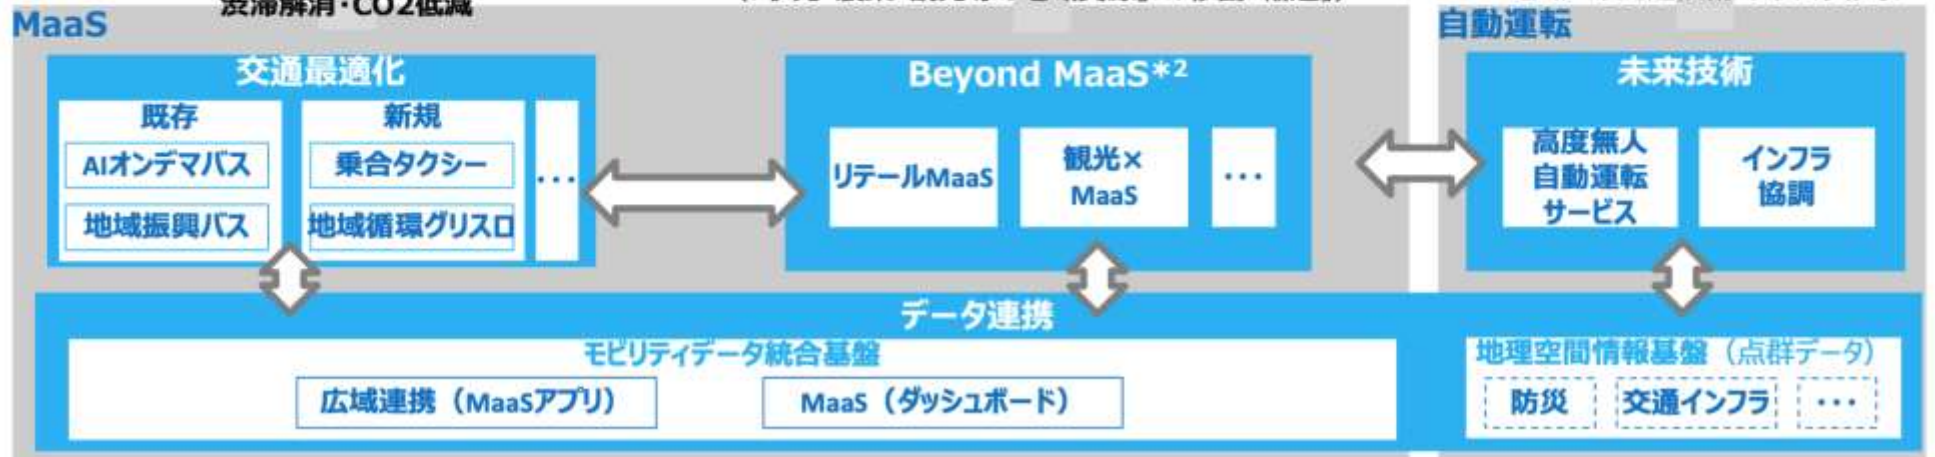 渋滞解消・CO2低減
MaaS
自動運転
交通最適化
Beyond MaaS*2
未来技術
既存
新規
AIオンデマバス
乗合タクシー
地域振興バス
地域循環グリスロ
...
リテールMaaS
観光×
MaaS
...
高度無人
自動運転
サービス
インフラ
協調
データ連携
モビリティデータ統合基盤
広域連携（MaaSアプリ）
MaaS（ダッシュボード）
地理空間情報基盤（点群データ）
防災
交通インフラ
...